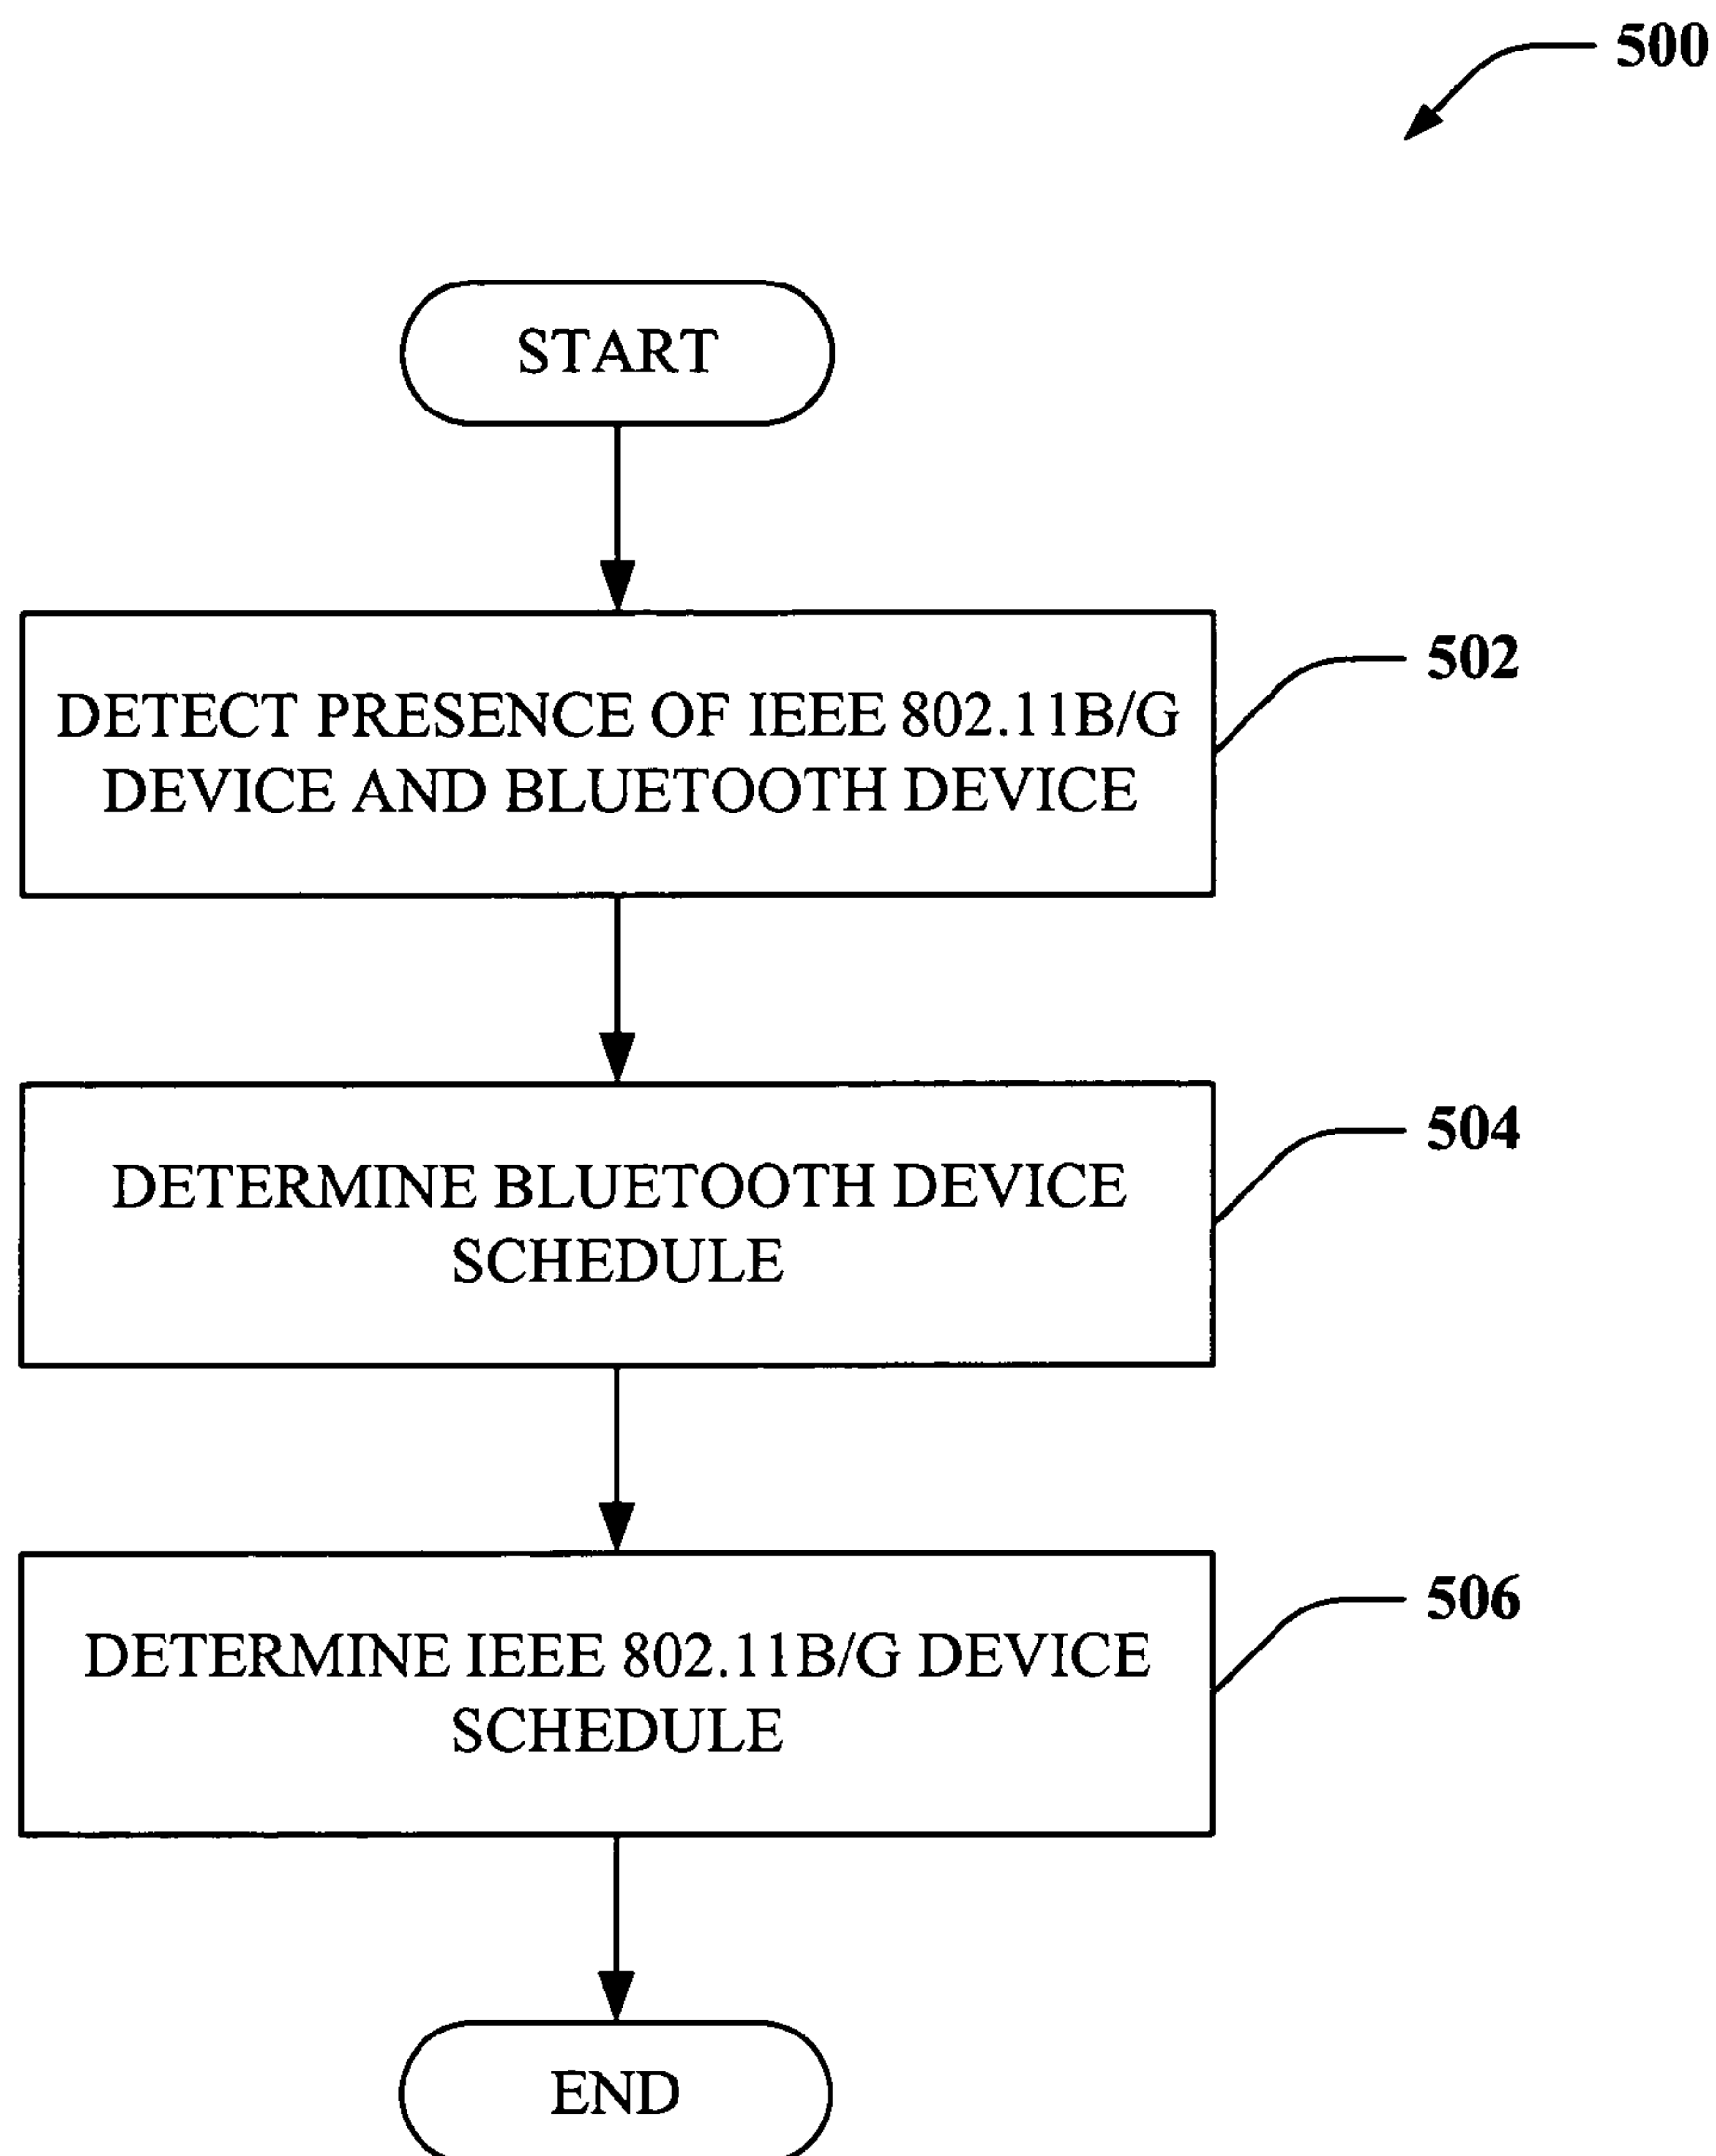 500
START
DETECT PRESENCE OF IEEE 802.11B/G
DEVICE AND BLUETOOTH DEVICE
502
DETERMINE BLUETOOTH DEVICE
SCHEDULE
504
DETERMINE IEEE 802.11B/G DEVICE
SCHEDULE
506
END